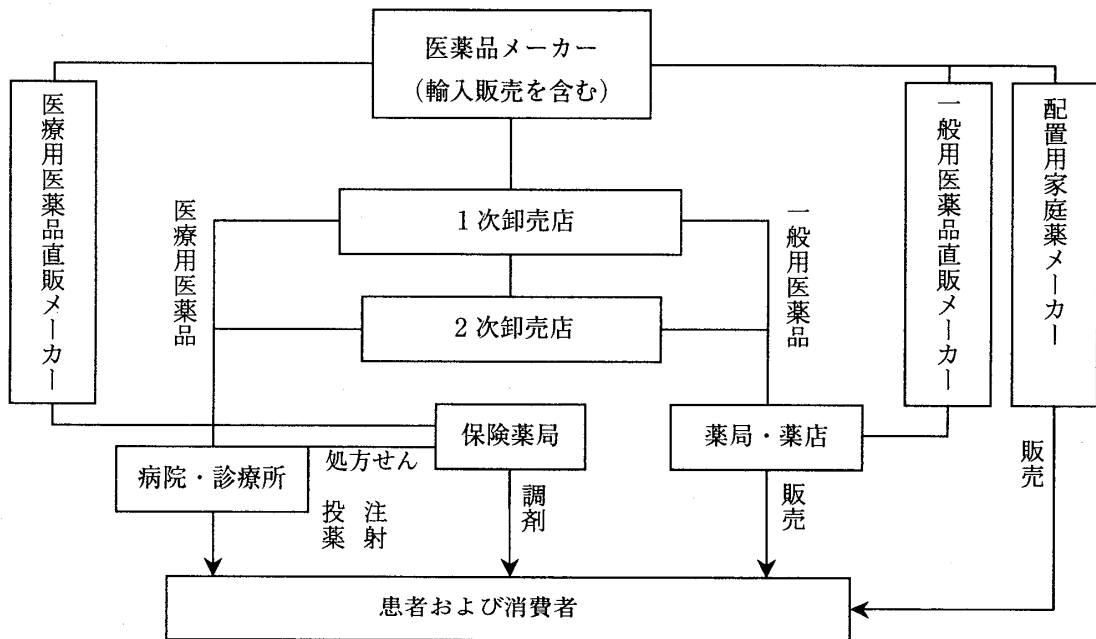 医薬品メーカー
(輸入販売を含む)
医療用医薬品直販メーカー
一般用医薬品直販メーカー
配置用家庭薬メーカー
医療用医薬品
1次卸売店
一般用医薬品
2次卸売店
保険薬局
薬局・薬店
処方せん
病院・診療所
販売
投薬
注射
調剤
販売
患者および消費者